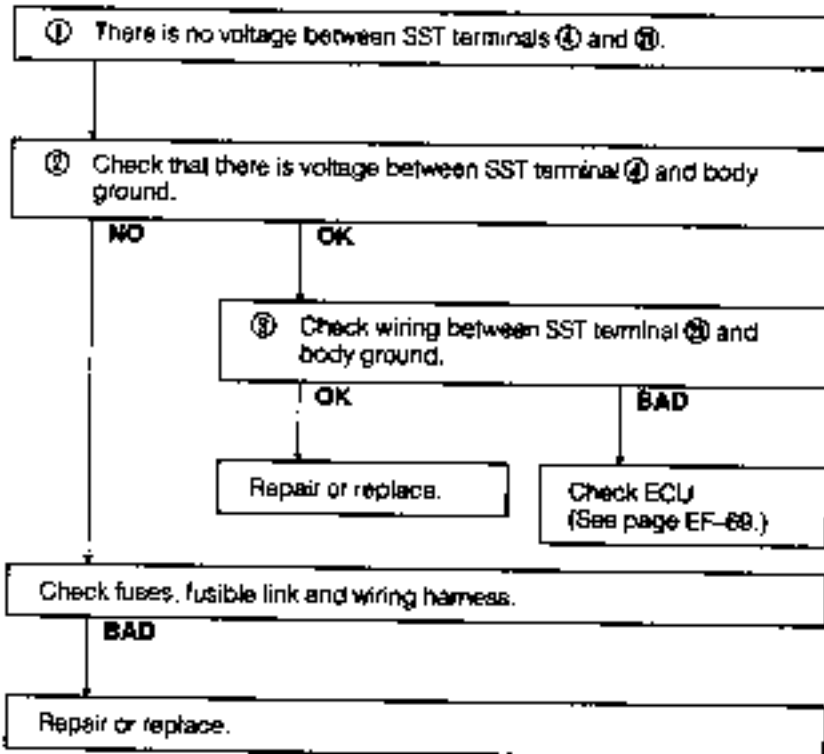 ① There is no voltage between SST terminals ④ and
② Check that there is voltage between SST terminal ④ and body
ground.
NO
OK
③ Check wiring between SST terminal and
body ground.
OK
BAD
Repair or replace.
Check ECU
(See page EF–69.)
Check fuses, fusible link and wiring harness.
BAD
Repair or replace.